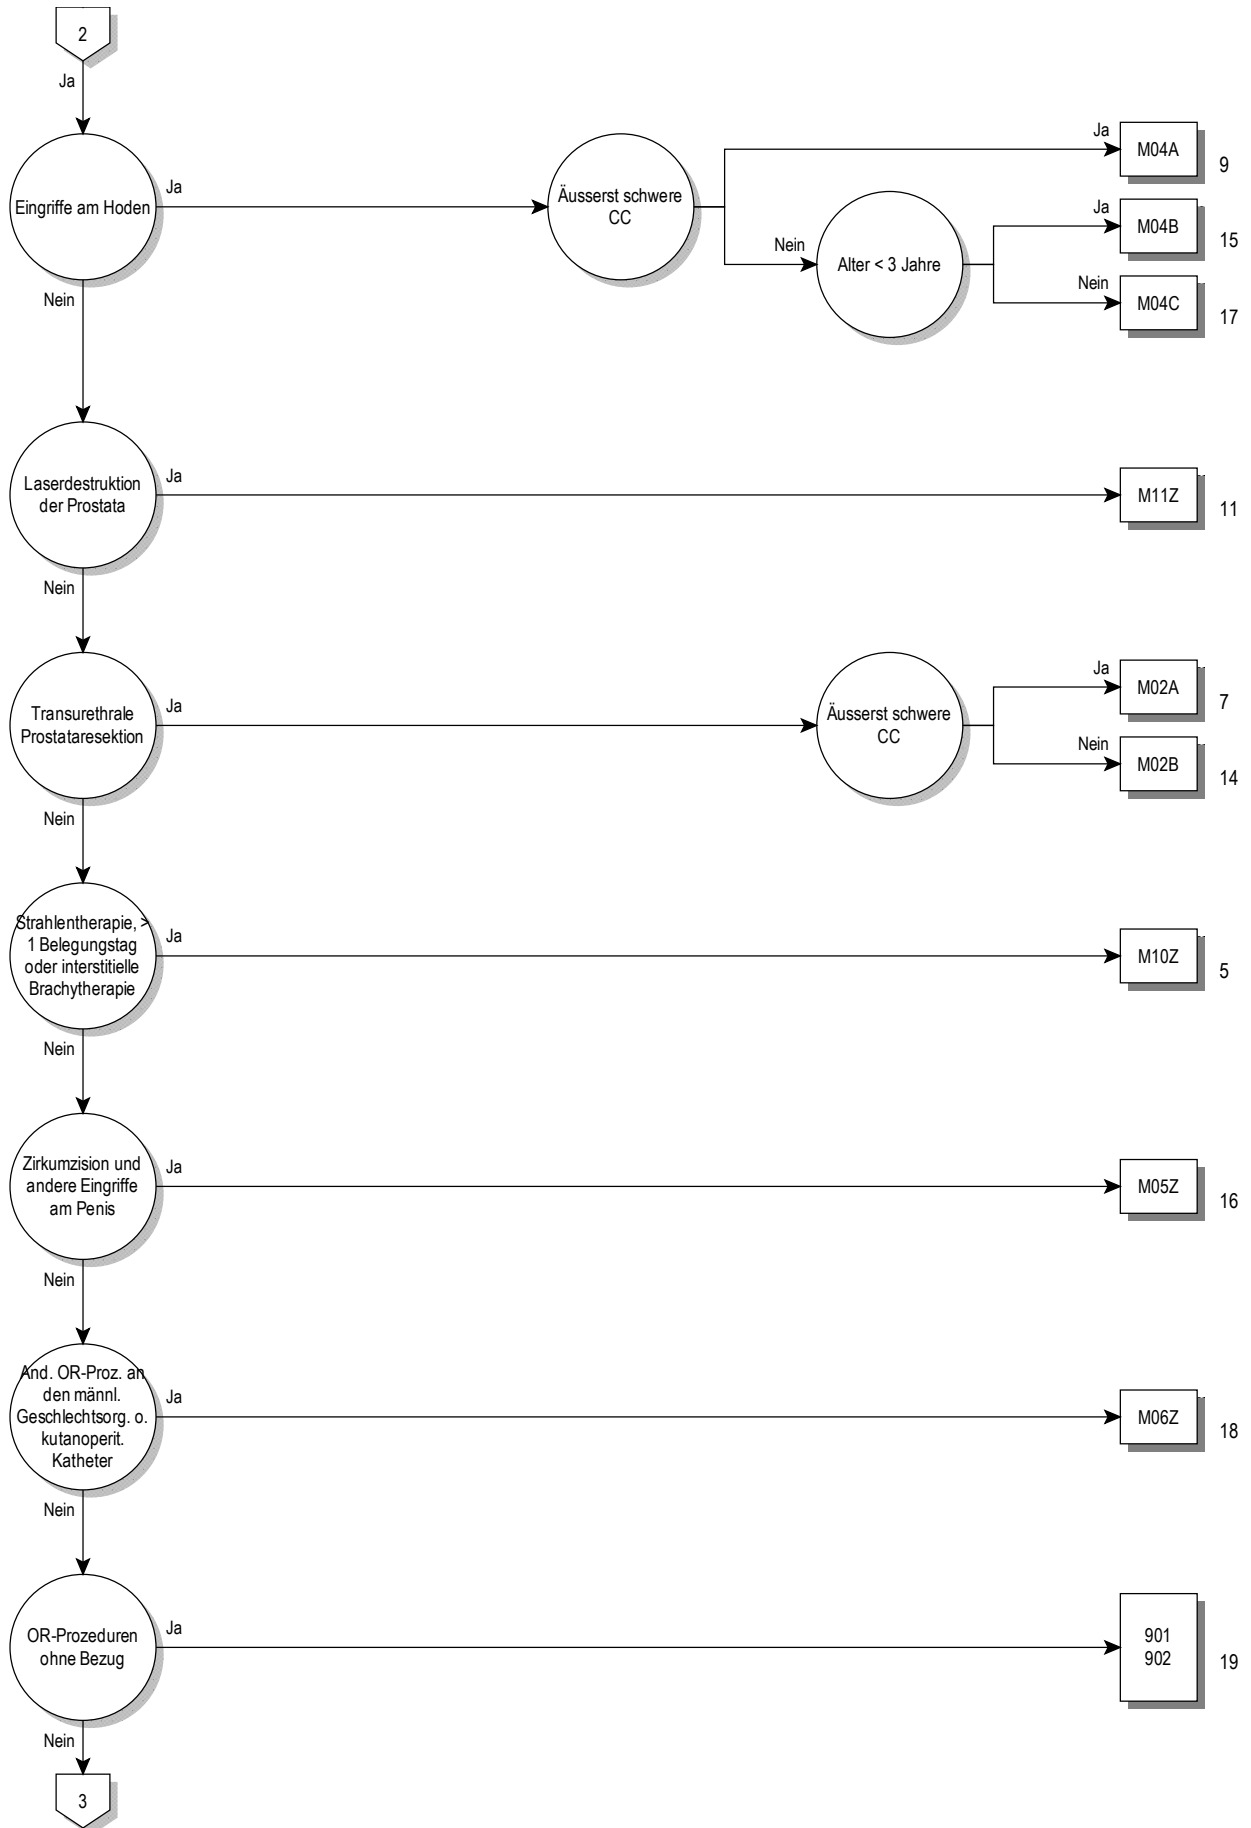 2
Ja
Eingriffe am Hoden
Ja
Äusserst schwere
CC
Ja
M04A
9
Nein
Alter < 3 Jahre
Ja
M04B
15
Nein
M04C
17
Nein
Laserdestruktion
der Prostata
Ja
M11Z
11
Nein
Transurethrale
Prostataresektion
Ja
Äusserst schwere
CC
Ja
M02A
7
Nein
M02B
14
Nein
Strahlentherapie, >
1 Belegungstag
oder interstitielle
Brachytherapie
Ja
M10Z
5
Nein
Zirkumzision und
andere Eingriffe
am Penis
Ja
M05Z
16
Nein
And. OR-Proz. an
den männl.
Geschlechtsorg. o.
kutanoperit.
Katheter
Ja
M06Z
18
Nein
OR-Prozeduren
ohne Bezug
Ja
901
902
19
Nein
3